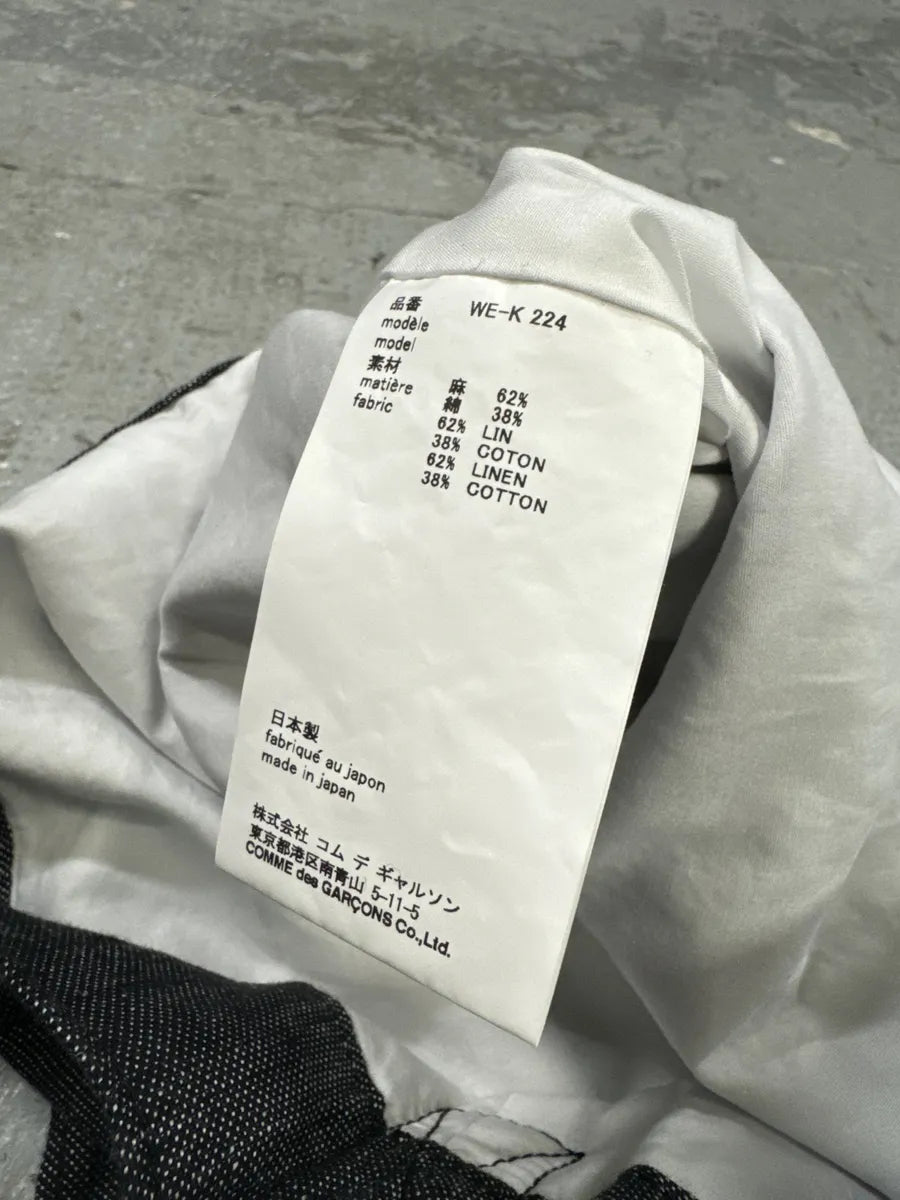 品番 WE-K 224
modèle
model
素材
matière 麻 62%
fabric 綿 38%
62% LIN
38% COTON
62% LINEN
38% COTTON
日本製
fabriqué au japon
made in japan
株式会社 コム デ ギャルソン
東京都港区南青山 5-11-5
COMME des GARÇONS Co.,Ltd.